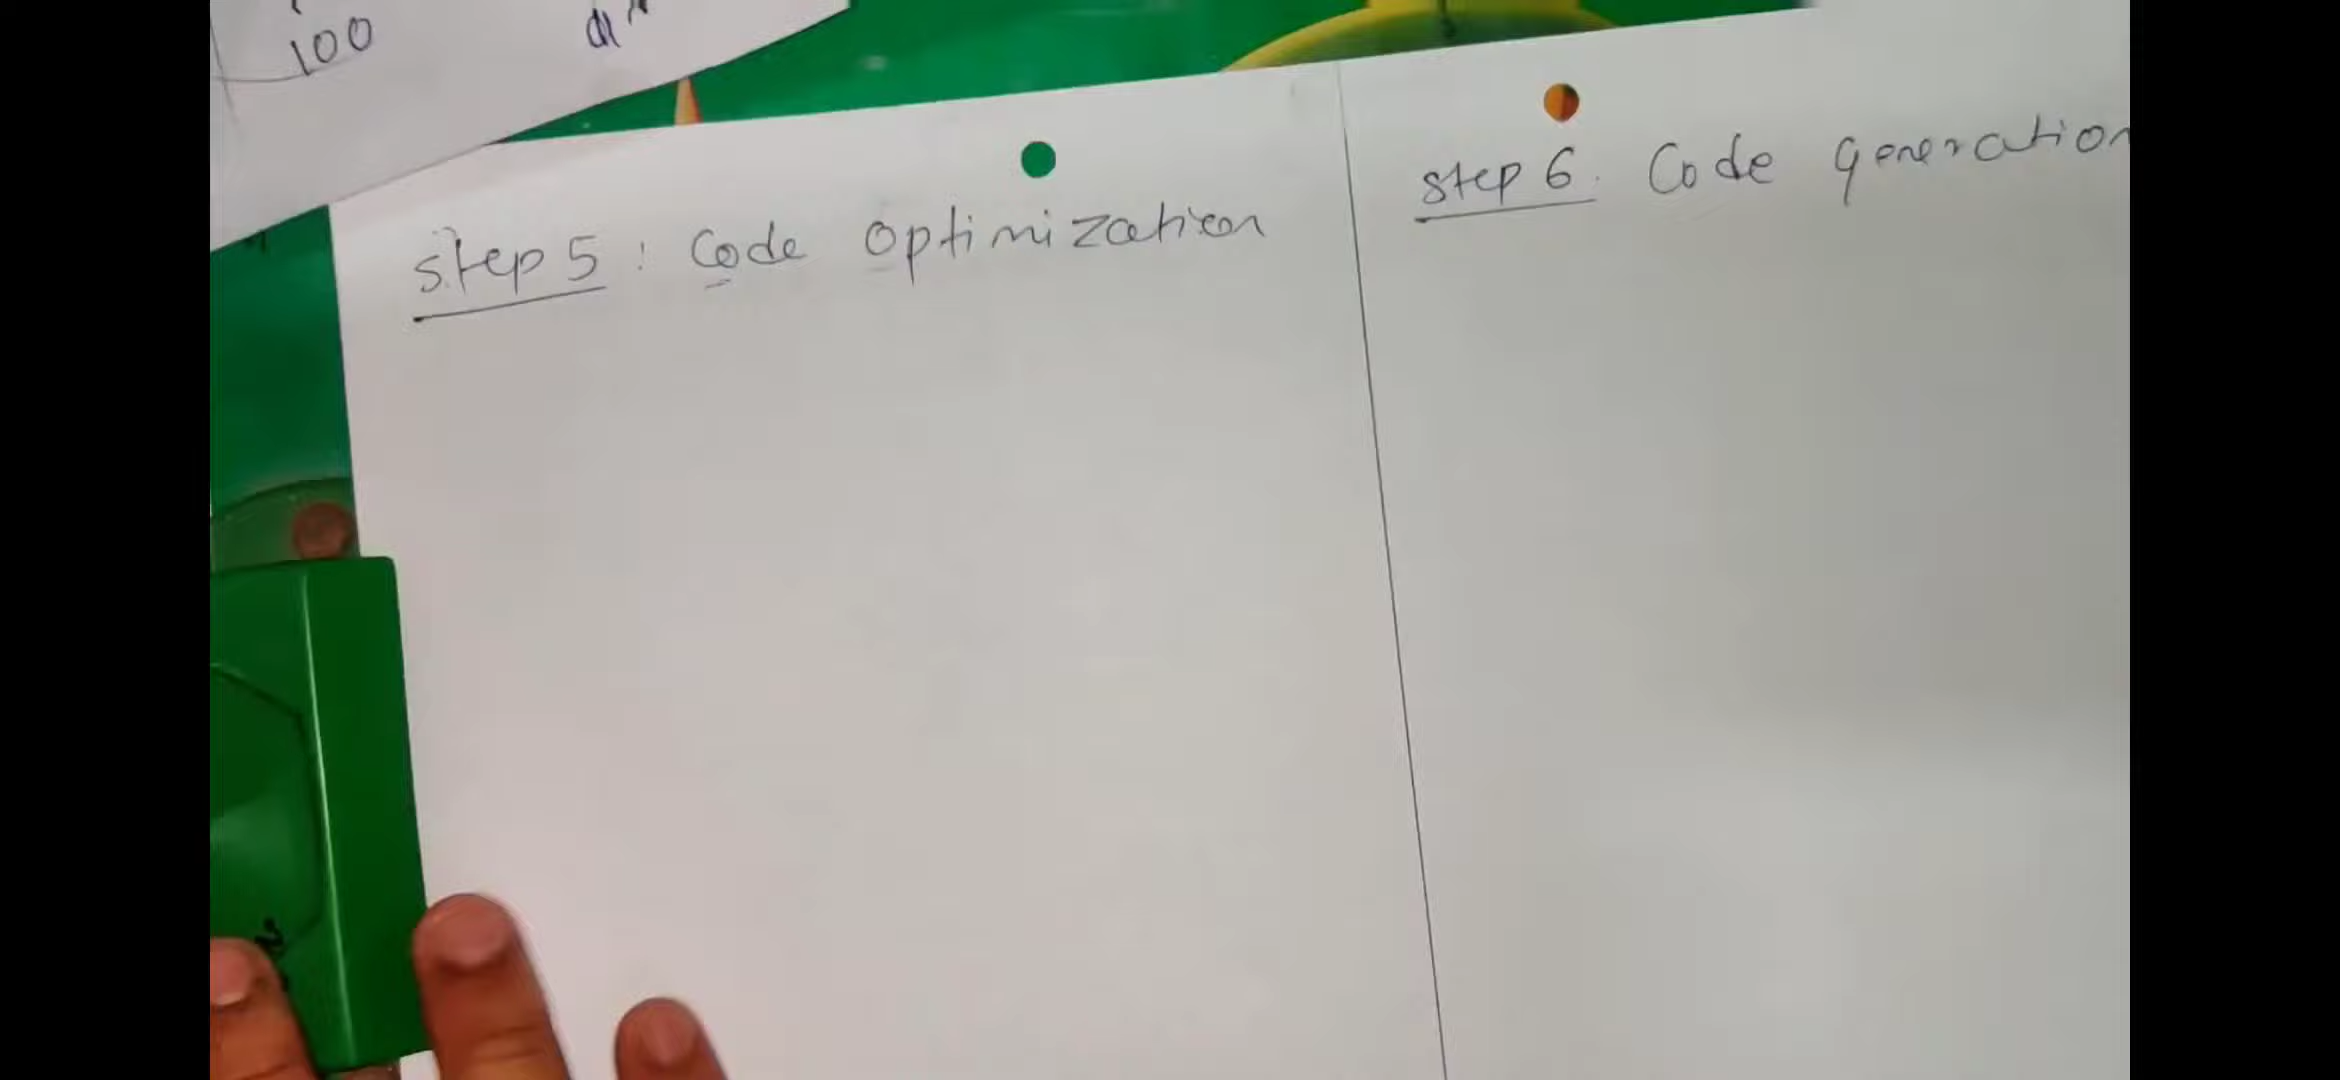 100
Step 5 : Code Optimization
Step 6. Code generation